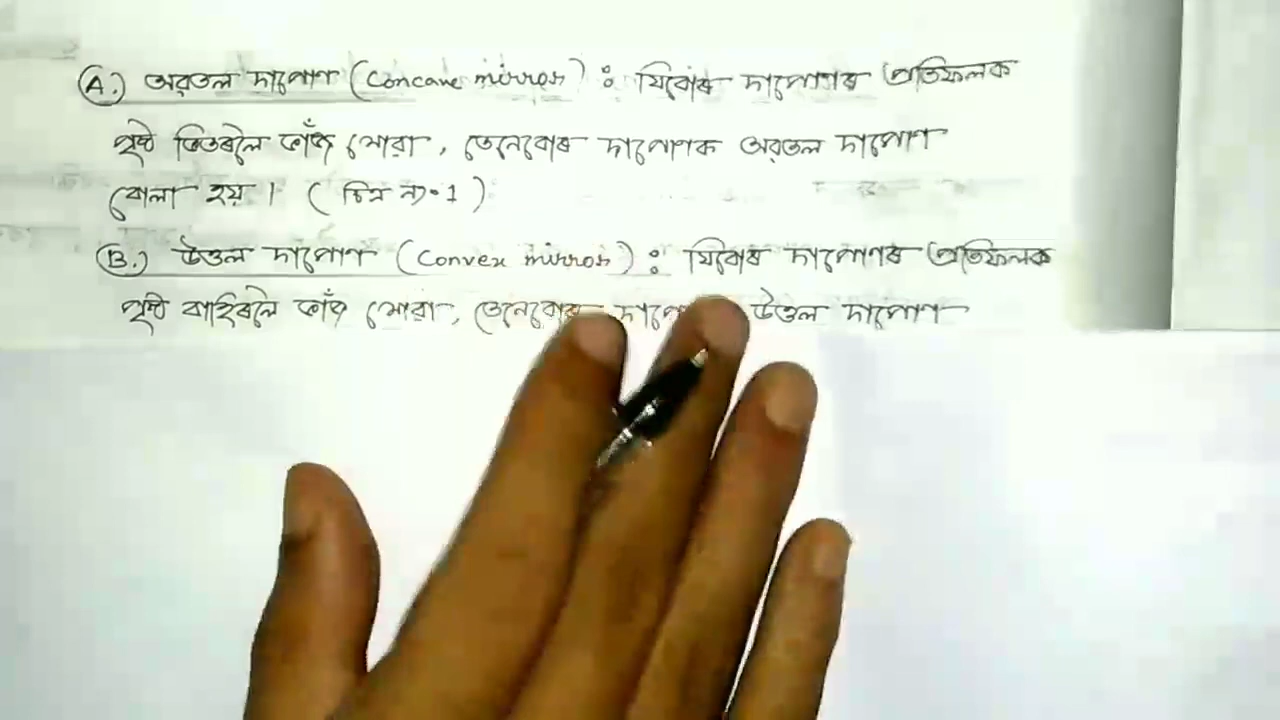 A.) অৱতল দাপোণ (Concave mirror) : যিবোৰ দাপোণৰ প্ৰতিফলক
পৃষ্ঠ ভিতৰলৈ ভাঁজ খোৱা, তেনেবোৰ দাপোণক অৱতল দাপোণ
বোলা হয়। (চিত্ৰ নং.1)
B.) উত্তল দাপোণ (Convex mirror) : যিবোৰ দাপোণৰ প্ৰতিফলক
পৃষ্ঠ বাহিৰলৈ ভাঁজ খোৱা, তেনেবোৰ উত্তল দাপোণ